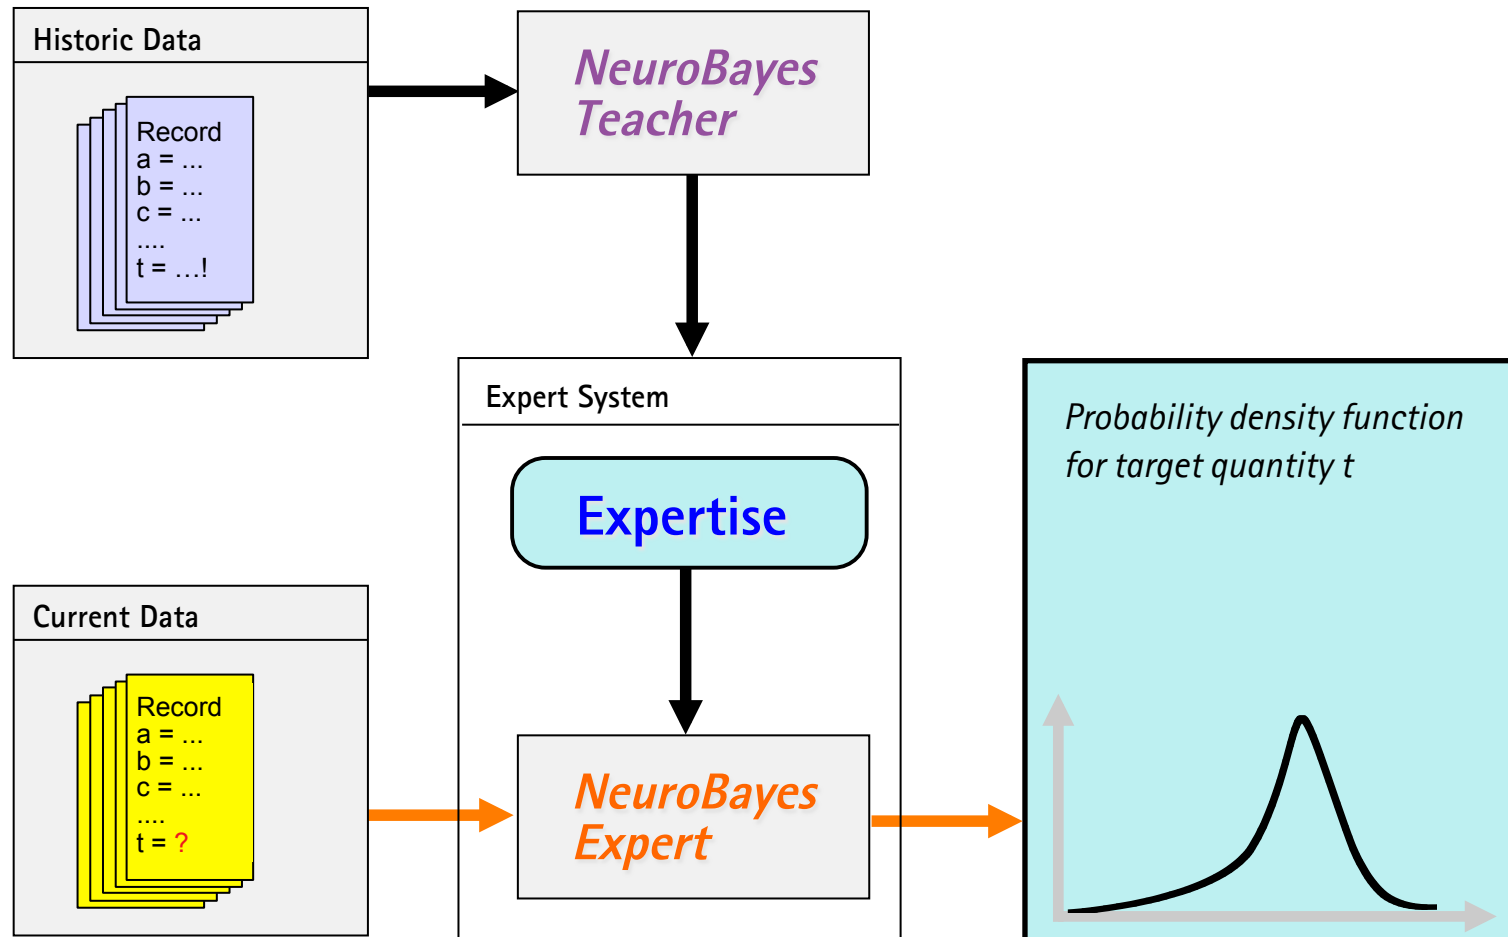 Historic Data
Record
a = ...
b = ...
c = ...
....
t = …!
NeuroBayes
Teacher
Expert System
Expertise
Probability density function
for target quantity t
Current Data
Record
a = ...
b = ...
c = ...
....
t = ?
NeuroBayes
Expert